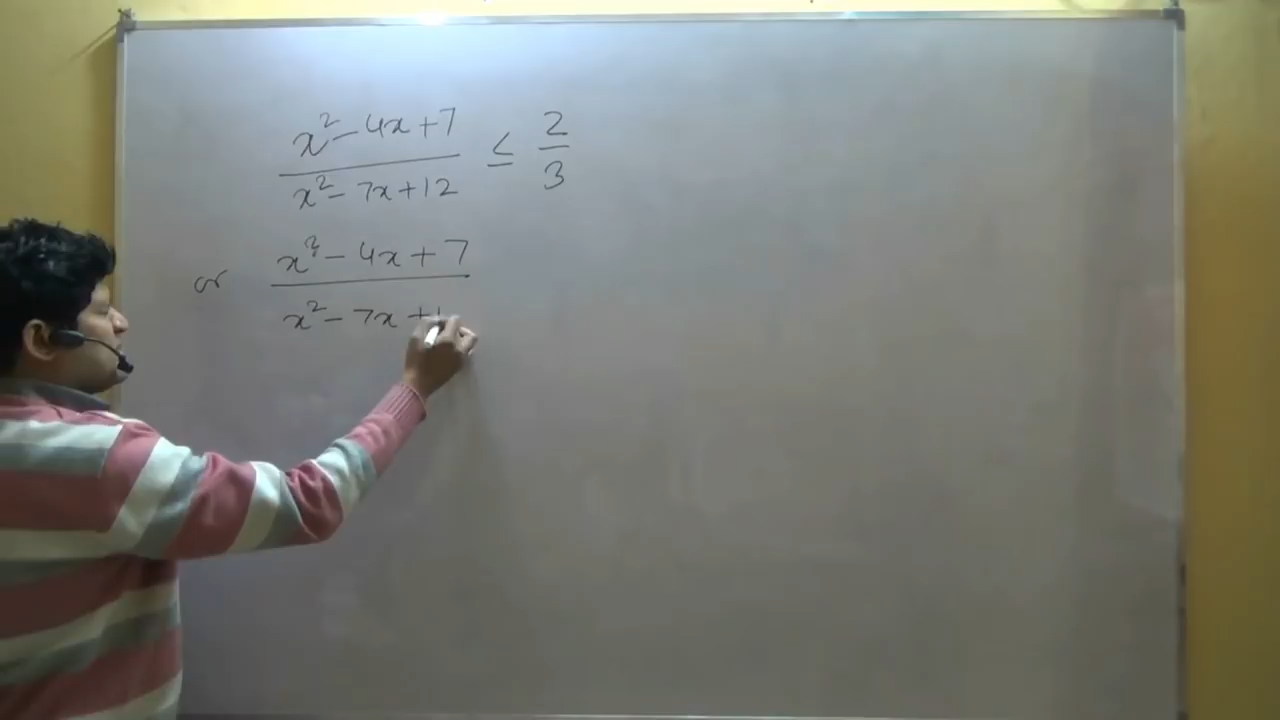 x² - 4x + 7
x² - 7x + 12
≤ 2/3
or x² - 4x + 7
x² - 7x +